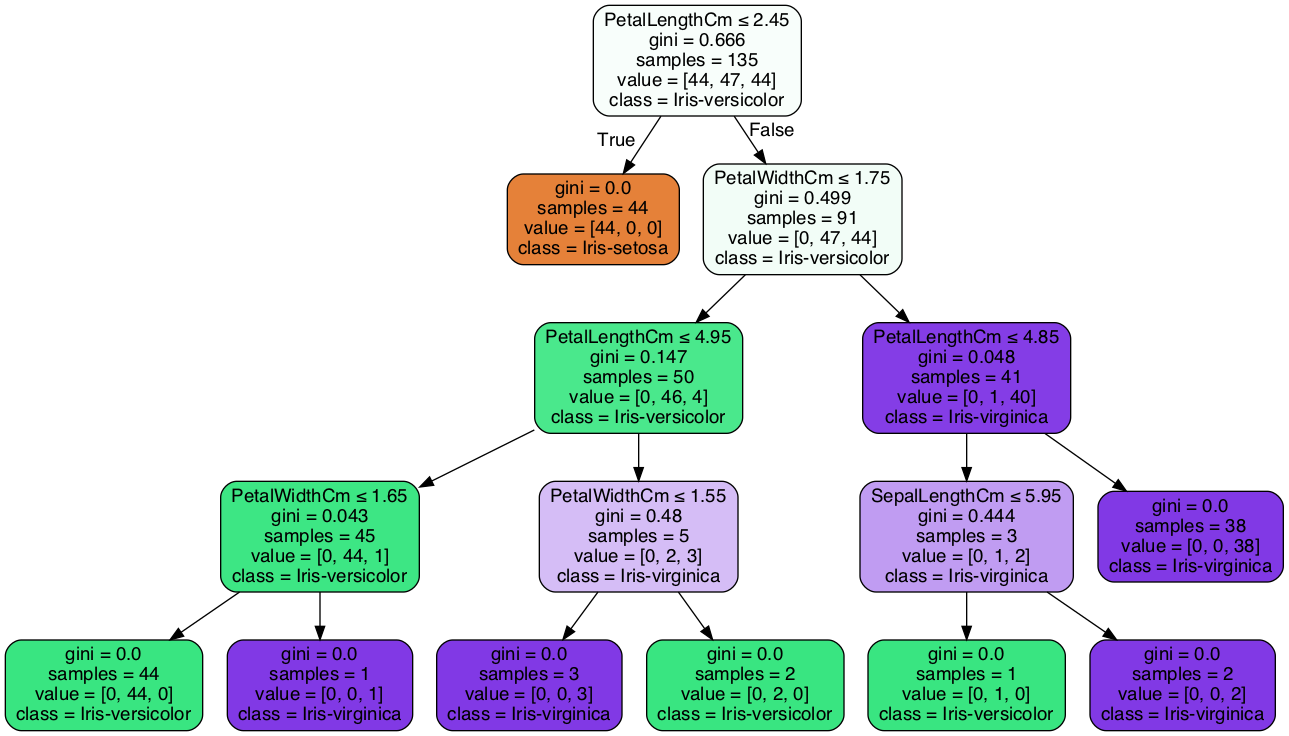 PetalLengthCm ≤ 2.45
gini = 0.666
samples = 135
value = [44, 47, 44]
class = Iris-versicolor
True
False
gini = 0.0
samples = 44
value = [44, 0, 0]
class = Iris-setosa
PetalWidthCm ≤ 1.75
gini = 0.499
samples = 91
value = [0, 47, 44]
class = Iris-versicolor
PetalLengthCm ≤ 4.95
gini = 0.147
samples = 50
value = [0, 46, 4]
class = Iris-versicolor
PetalLengthCm ≤ 4.85
gini = 0.048
samples = 41
value = [0, 1, 40]
class = Iris-virginica
PetalWidthCm ≤ 1.65
gini = 0.043
samples = 45
value = [0, 44, 1]
class = Iris-versicolor
PetalWidthCm ≤ 1.55
gini = 0.48
samples = 5
value = [0, 2, 3]
class = Iris-virginica
SepalLengthCm ≤ 5.95
gini = 0.444
samples = 3
value = [0, 1, 2]
class = Iris-virginica
gini = 0.0
samples = 38
value = [0, 0, 38]
class = Iris-virginica
gini = 0.0
samples = 44
value = [0, 44, 0]
class = Iris-versicolor
gini = 0.0
samples = 1
value = [0, 0, 1]
class = Iris-virginica
gini = 0.0
samples = 3
value = [0, 0, 3]
class = Iris-virginica
gini = 0.0
samples = 2
value = [0, 2, 0]
class = Iris-versicolor
gini = 0.0
samples = 1
value = [0, 1, 0]
class = Iris-versicolor
gini = 0.0
samples = 2
value = [0, 0, 2]
class = Iris-virginica